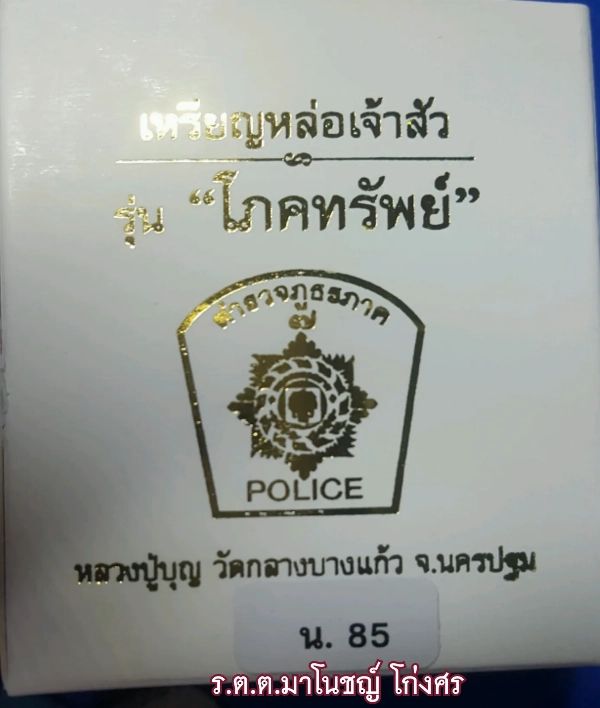 เหรียญหล่อเจ้าสัว
รุ่น “โภคทรัพย์”
ตำรวจภูธรภาค
๗
POLICE
หลวงปู่บุญ วัดกลางบางแก้ว จ.นครปฐม
น. 85
ร.ต.ต.มาโนชญ์ โก่งศร